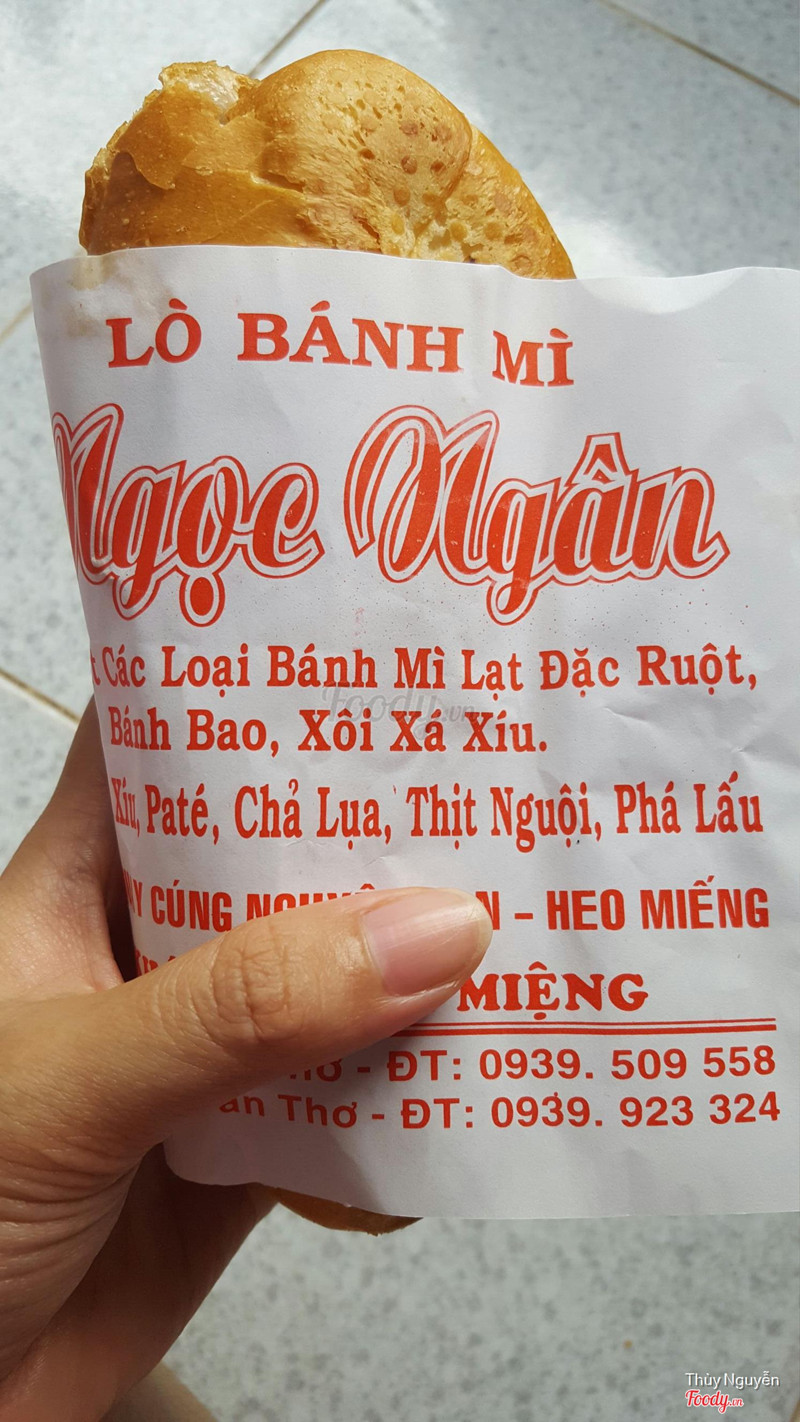 LÒ BÁNH MÌ
Ngọc Ngân
Các Loại Bánh Mì Lạt Đặc Ruột,
Bánh Bao, Xôi Xá Xíu.
Xíu, Paté, Chả Lụa, Thịt Nguội, Phá Lấu
CÚNG - HEO MIẾNG
MIỆNG
- ĐT: 0939. 509 558
Thơ - ĐT: 0939. 923 324
Foody.vn
Thùy Nguyễn
Foody.vn